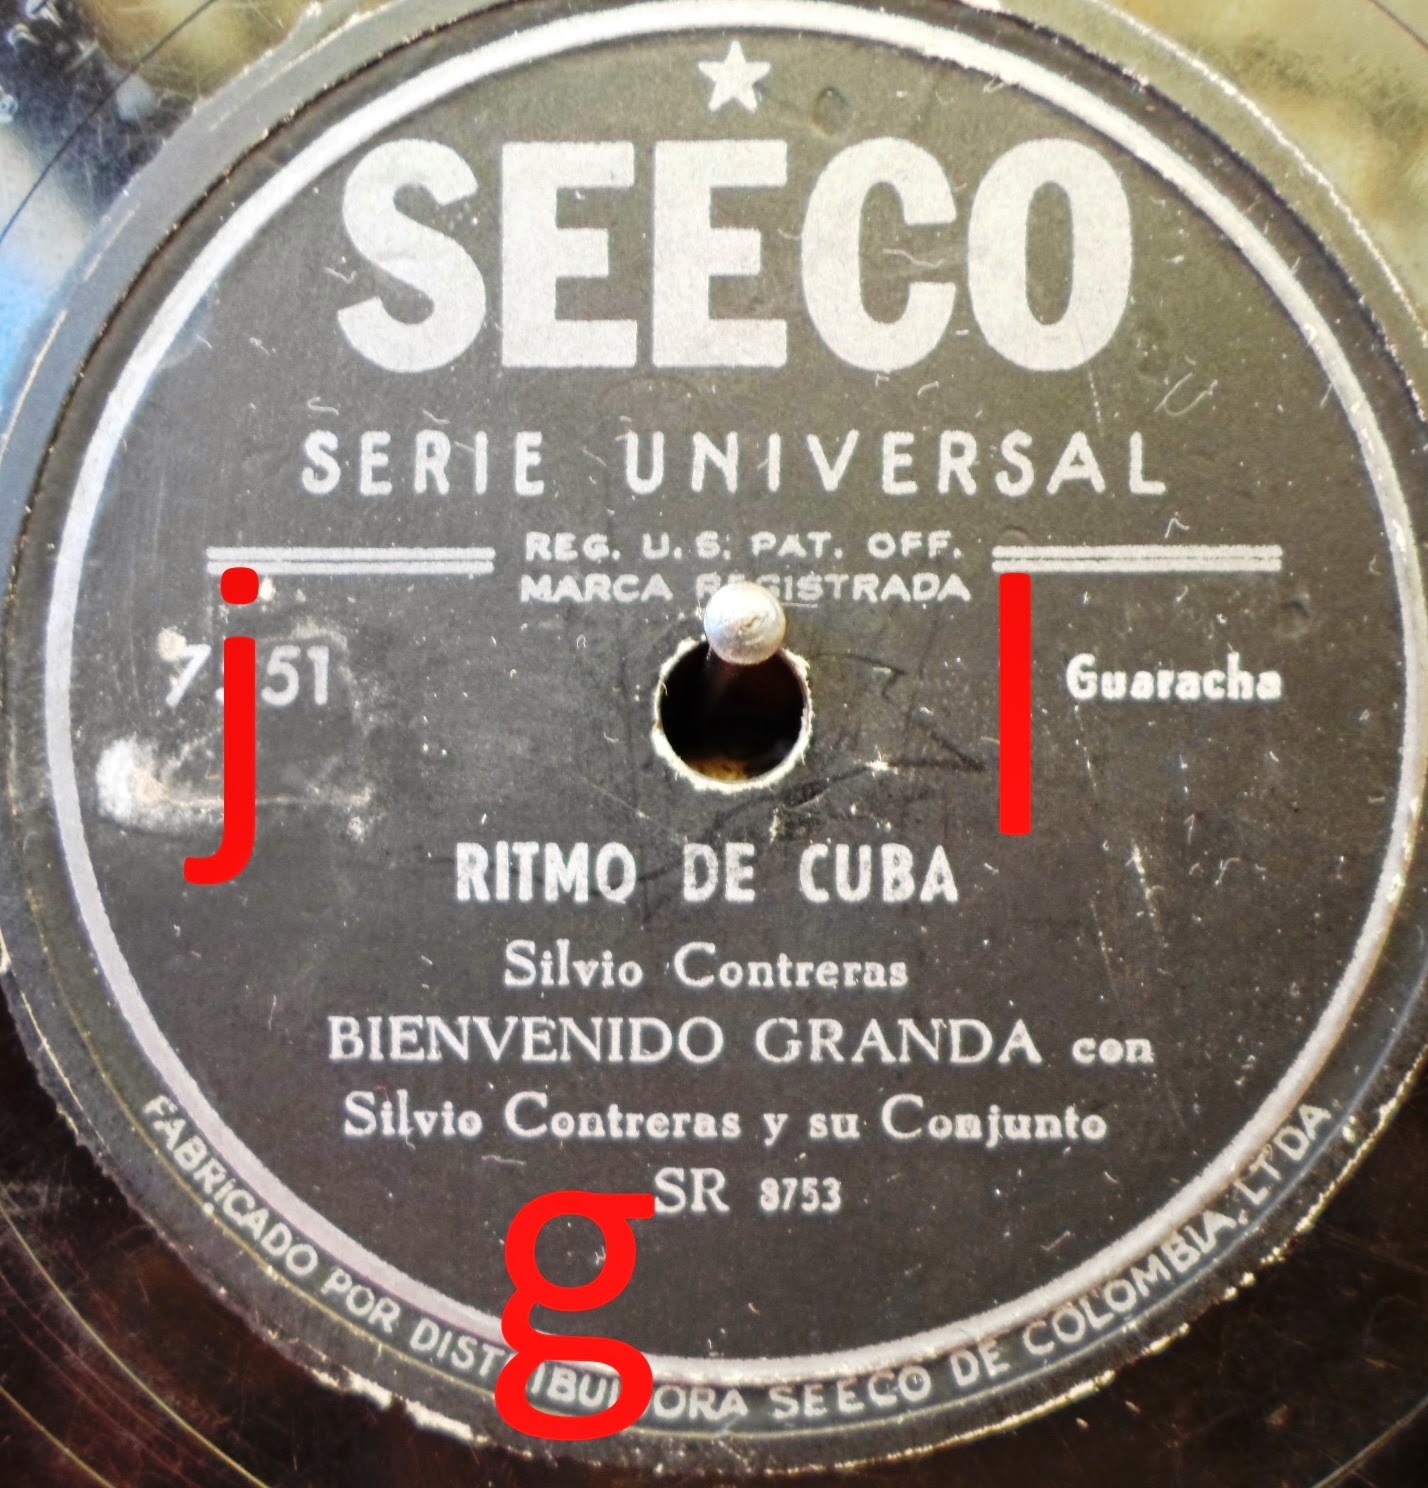 SEECO
SERIE UNIVERSAL
REG. U.S. PAT. OFF.
MARCA REGISTRADA
j
l
Guaracha
RITMO DE CUBA
Silvio Contreras
BIENVENIDO GRANDA con
Silvio Contreras y su Conjunto
SR 8753
g
FABRICADO POR DISTRIBUIDORA SEECO DE COLOMBIA, LTDA.